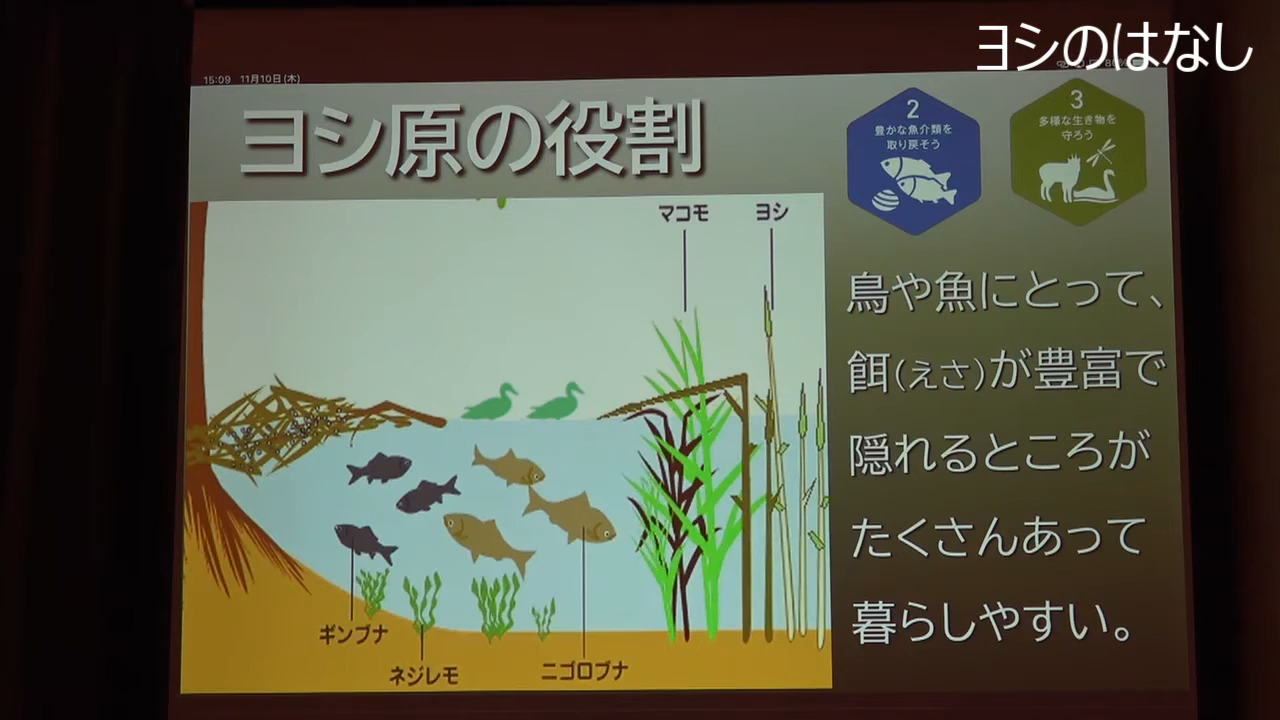 ヨシのはなし
15:09 11月10日(木)
ヨシ原の役割
2
豊かな魚介類を
取り戻そう
3
多様な生き物を
守ろう
マコモ
ヨシ
鳥や魚にとって、
餌(えさ)が豊富で
隠れるところが
たくさんあって
暮らしやすい。
ギンブナ
ネジレモ
ニゴロブナ